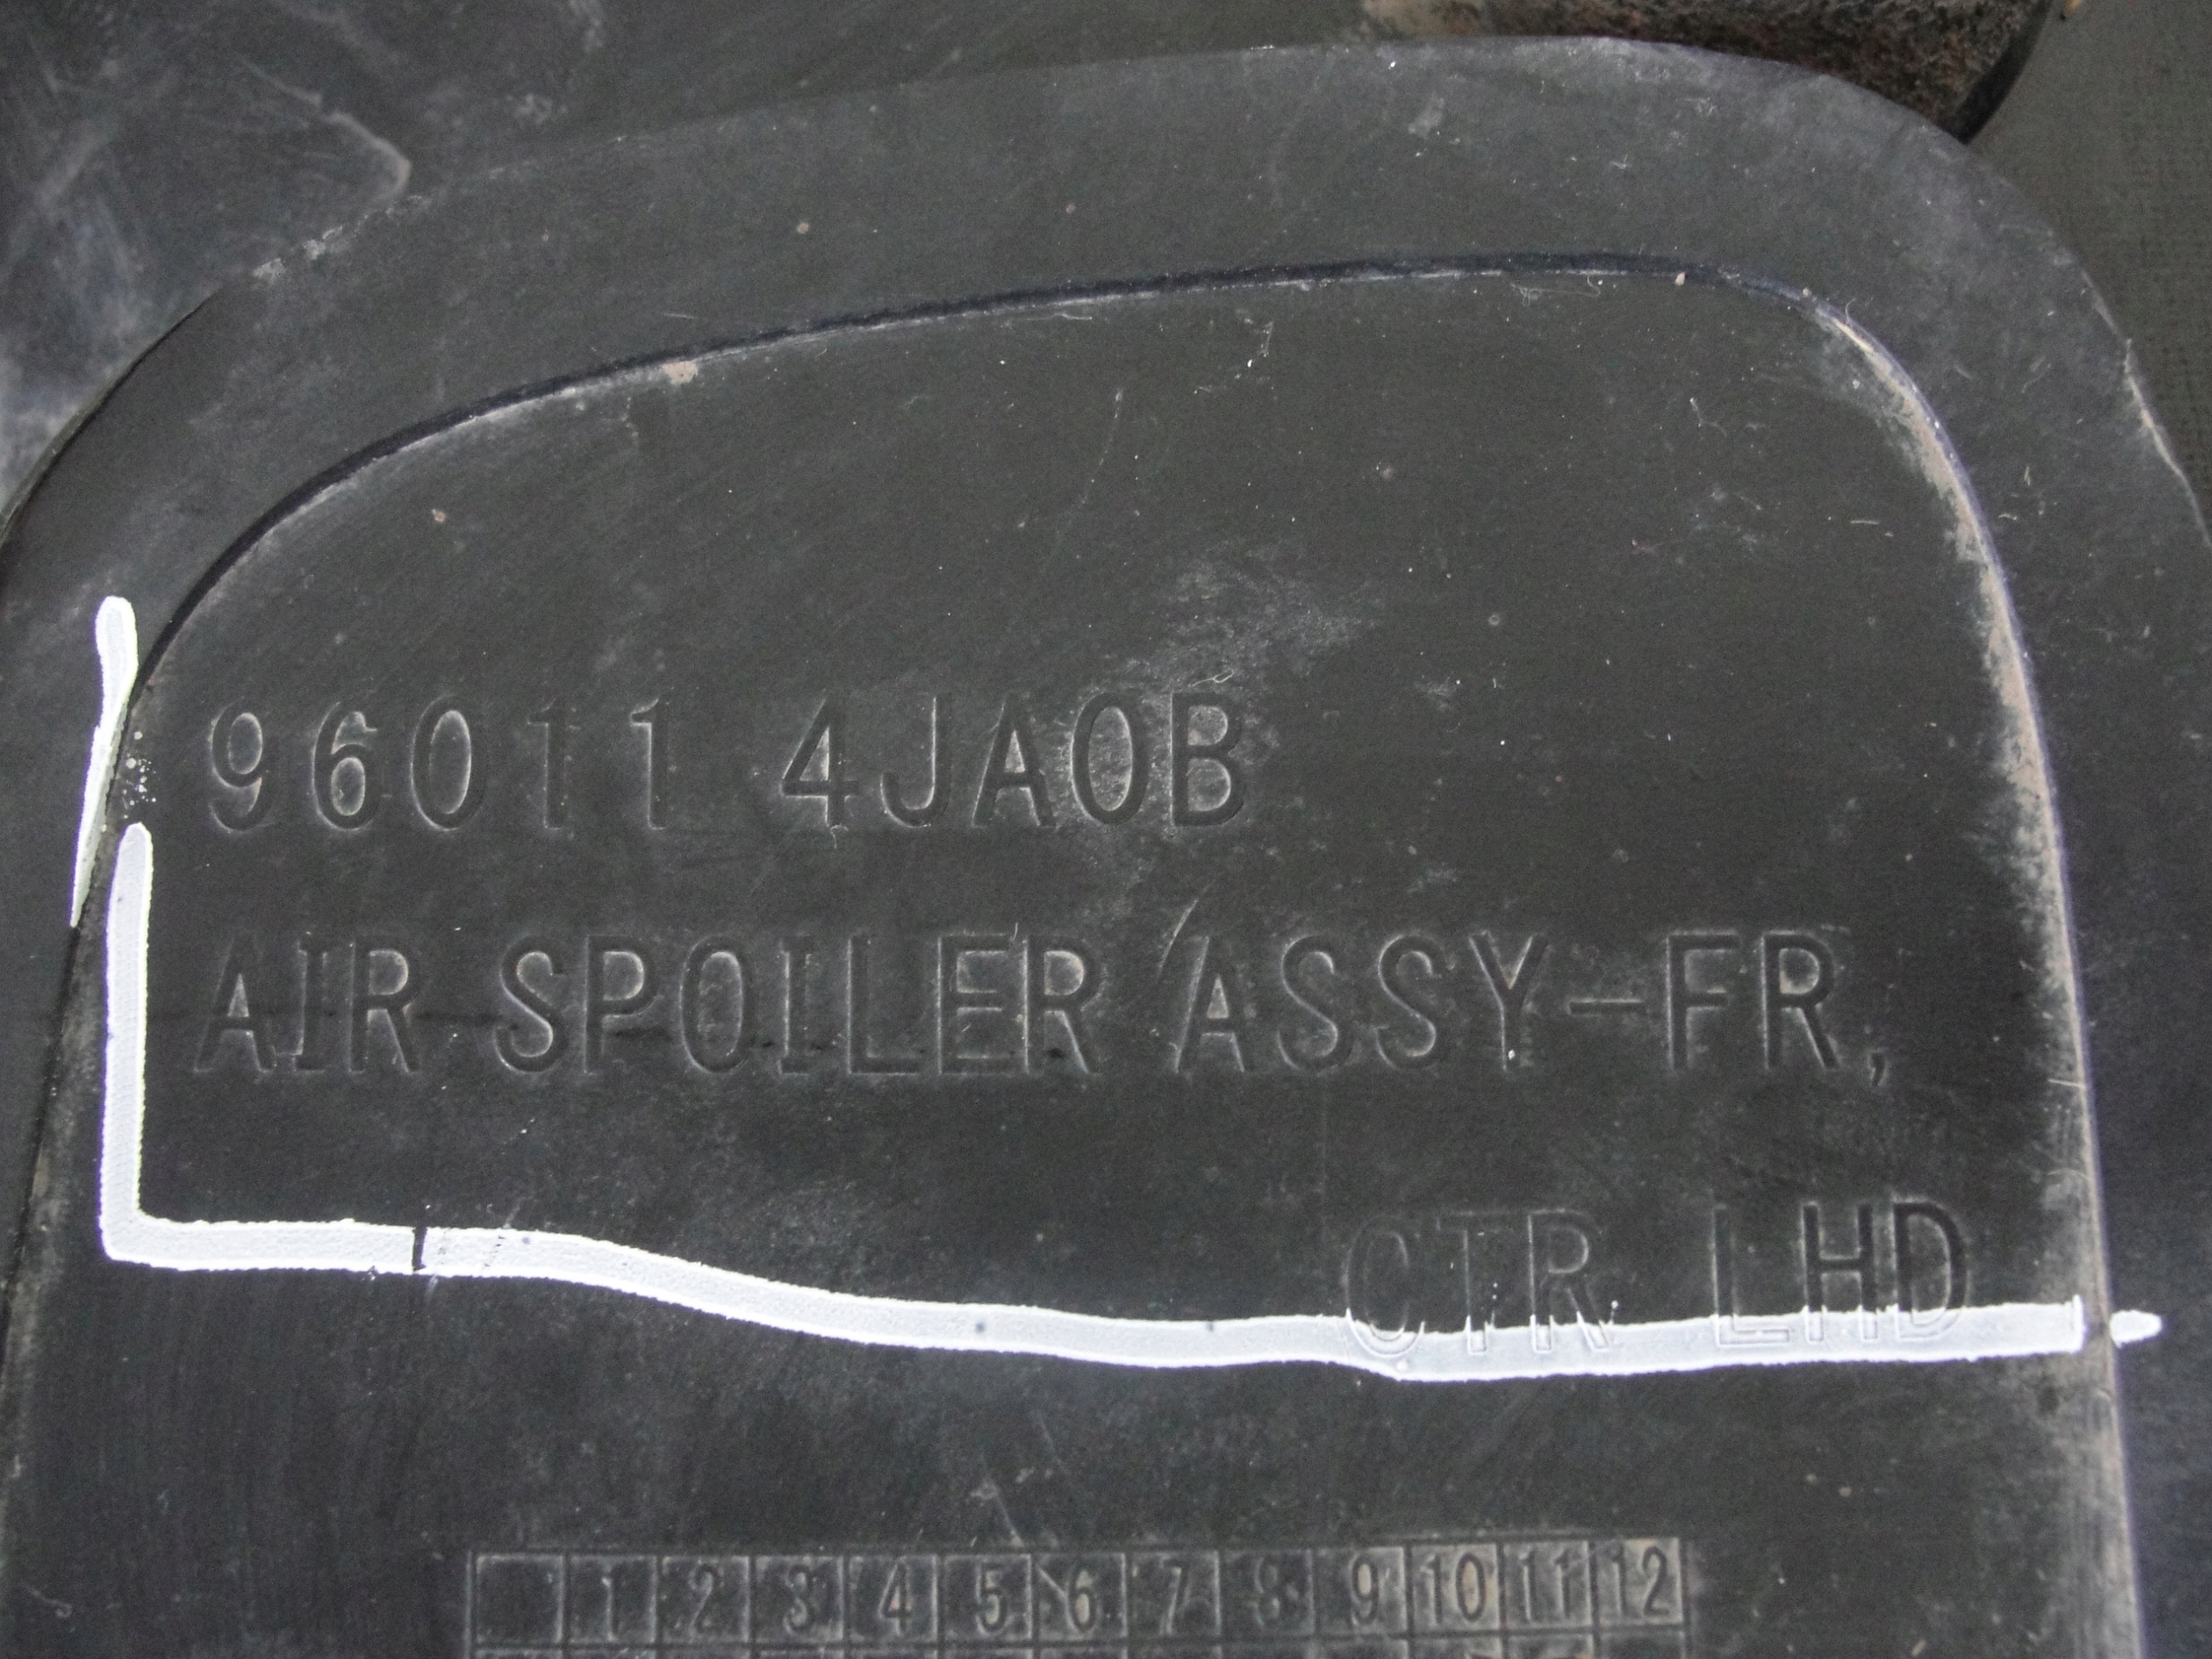 96011 4JA0B
AIR SPOILER ASSY-FR,
CTR LHD
1 2 3 4 5 6 7 8 9 10 11 12